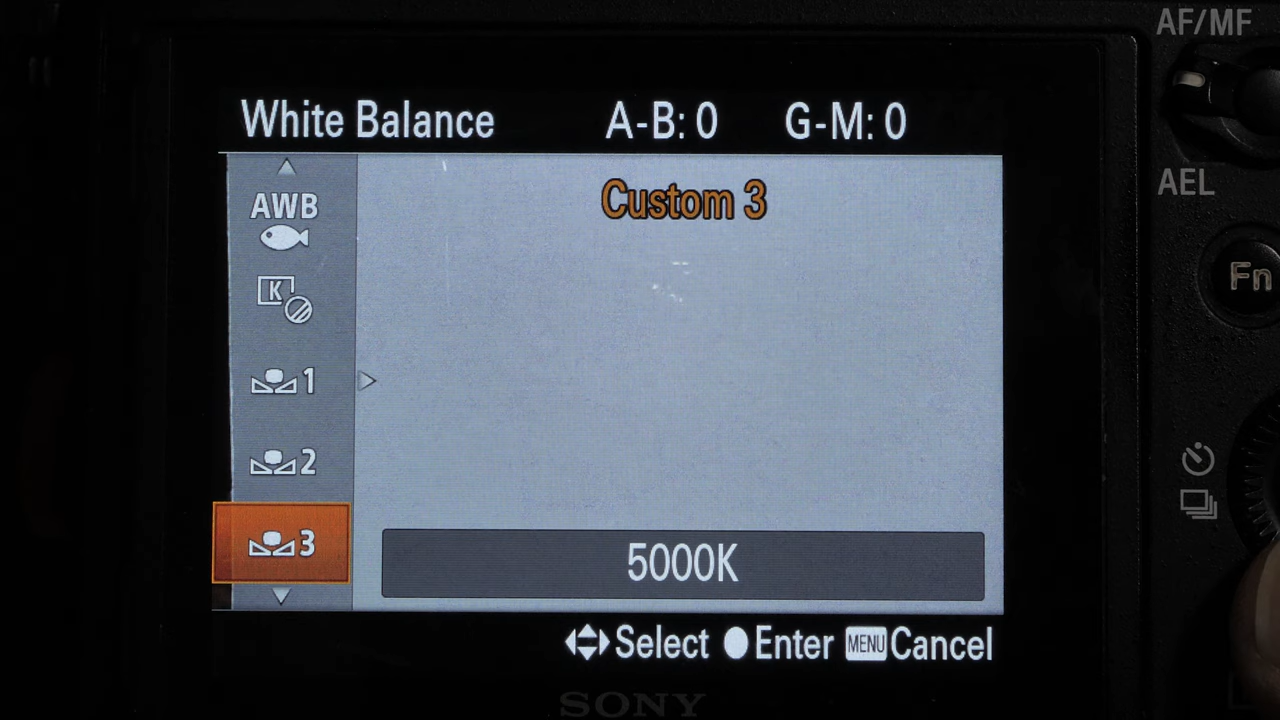 AF/MF
White Balance A-B: 0 G-M: 0
AWB
Custom 3
AEL
K
Fn
1
2
3
5000K
Select Enter MENU Cancel
SONY